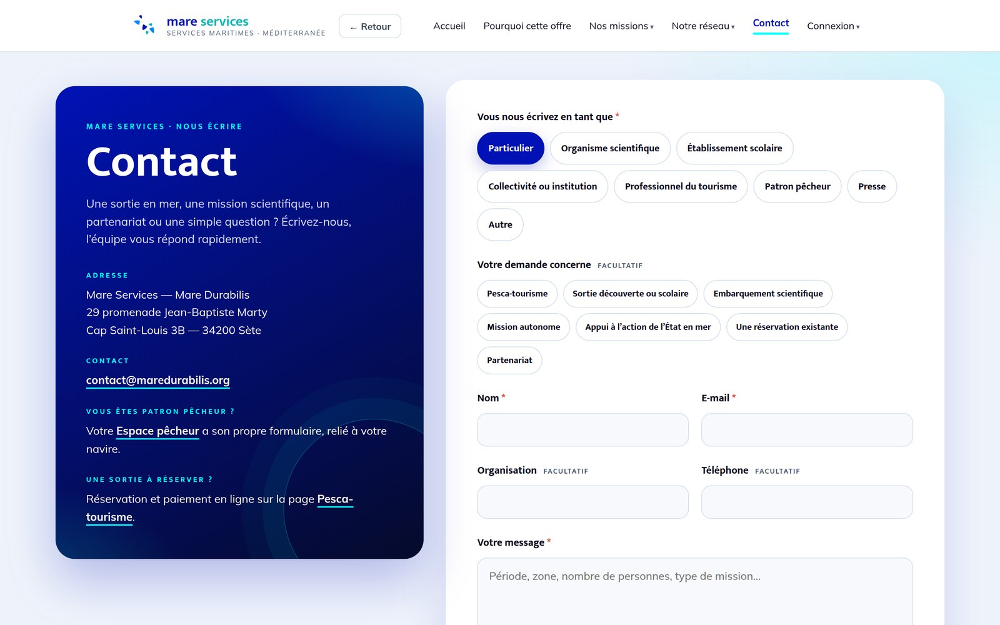 mare services
SERVICES MARITIMES · MÉDITERRANÉE
← Retour
Accueil
Pourquoi cette offre
Nos missions ▾
Notre réseau ▾
Contact
Connexion ▾
MARE SERVICES · NOUS ÉCRIRE
Contact
Une sortie en mer, une mission scientifique, un
partenariat ou une simple question ? Écrivez-nous,
l’équipe vous répond rapidement.
ADRESSE
Mare Services — Mare Durabilis
29 promenade Jean-Baptiste Marty
Cap Saint-Louis 3B — 34200 Sète
CONTACT
contact@maredurabilis.org
VOUS ÊTES PATRON PÊCHEUR ?
Votre Espace pêcheur a son propre formulaire, relié à votre
navire.
UNE SORTIE À RÉSERVER ?
Réservation et paiement en ligne sur la page Pesca-
tourisme.
Vous nous écrivez en tant que *
Particulier
Organisme scientifique
Établissement scolaire
Collectivité ou institution
Professionnel du tourisme
Patron pêcheur
Presse
Autre
Votre demande concerne FACULTATIF
Pesca-tourisme
Sortie découverte ou scolaire
Embarquement scientifique
Mission autonome
Appui à l’action de l’État en mer
Une réservation existante
Partenariat
Nom *
E-mail *
Organisation FACULTATIF
Téléphone FACULTATIF
Votre message *
Période, zone, nombre de personnes, type de mission…